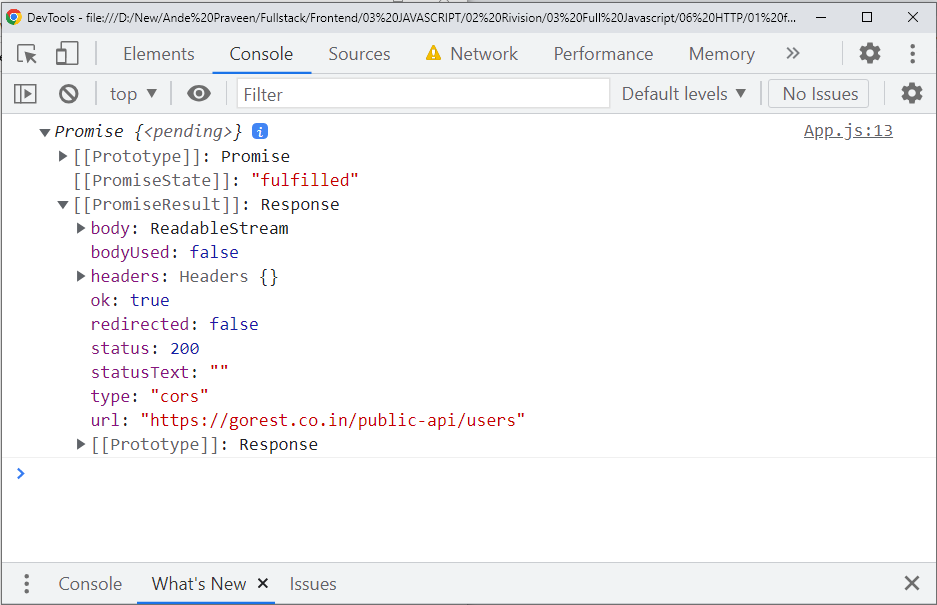 DevTools - file:///D:/New/Ande%20Praveen/Fullstack/Frontend/03%20JAVASCRIPT/02%20Rivision/03%20Full%20Javascript/06%20HTTP/01%20f...
Elements Console Sources Network Performance Memory
top Filter Default levels No Issues
Promise {<pending>} App.js:13
[[Prototype]]: Promise
[[PromiseState]]: "fulfilled"
[[PromiseResult]]: Response
body: ReadableStream
bodyUsed: false
headers: Headers {}
ok: true
redirected: false
status: 200
statusText: ""
type: "cors"
url: "https://gorest.co.in/public-api/users"
[[Prototype]]: Response
Console What's New Issues